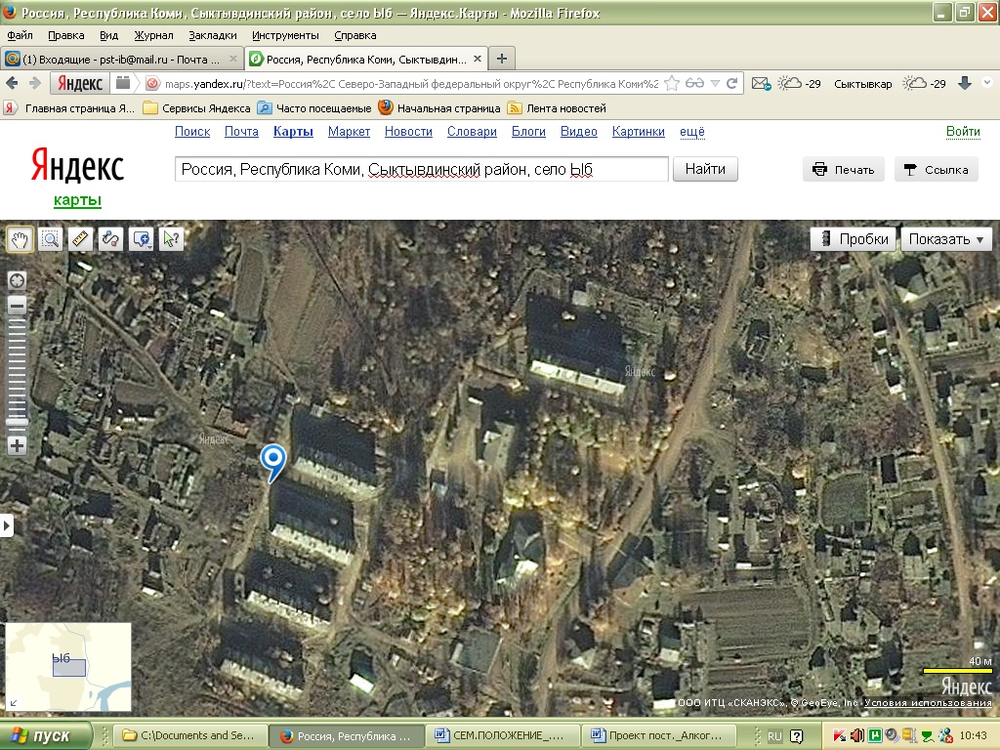 Россия, Республика Коми, Сыктывдинский район, село Ыб — Яндекс.Карты - Mozilla Firefox
Файл Правка Вид Журнал Закладки Инструменты Справка
(1) Входящие - pst-ib@mail.ru - Почта ... Россия, Республика Коми, Сыктывдин...
Яндекс maps.yandex.ru/?text=Россия%2C Северо-Западный федеральный округ%2C Республика Коми%2 -29 Сыктывкар -29
Главная страница Я... Сервисы Яндекса Часто посещаемые Начальная страница Лента новостей
Поиск Почта Карты Маркет Новости Словари Блоги Видео Картинки ещё Войти
Яндекс Россия, Республика Коми, Сыктывдинский район, село Ыб Найти Печать Ссылка
карты
Пробки Показать
Яндекс
Яндекс
Ыб
40 м
Яндекс
ООО ИТЦ «СКАНЭКС», © GeoEye, Inc Условия использования
пуск C:\Documents and Se... Россия, Республика ... СЕМ.ПОЛОЖЕНИЕ_... Проект пост._Алког... RU 10:43